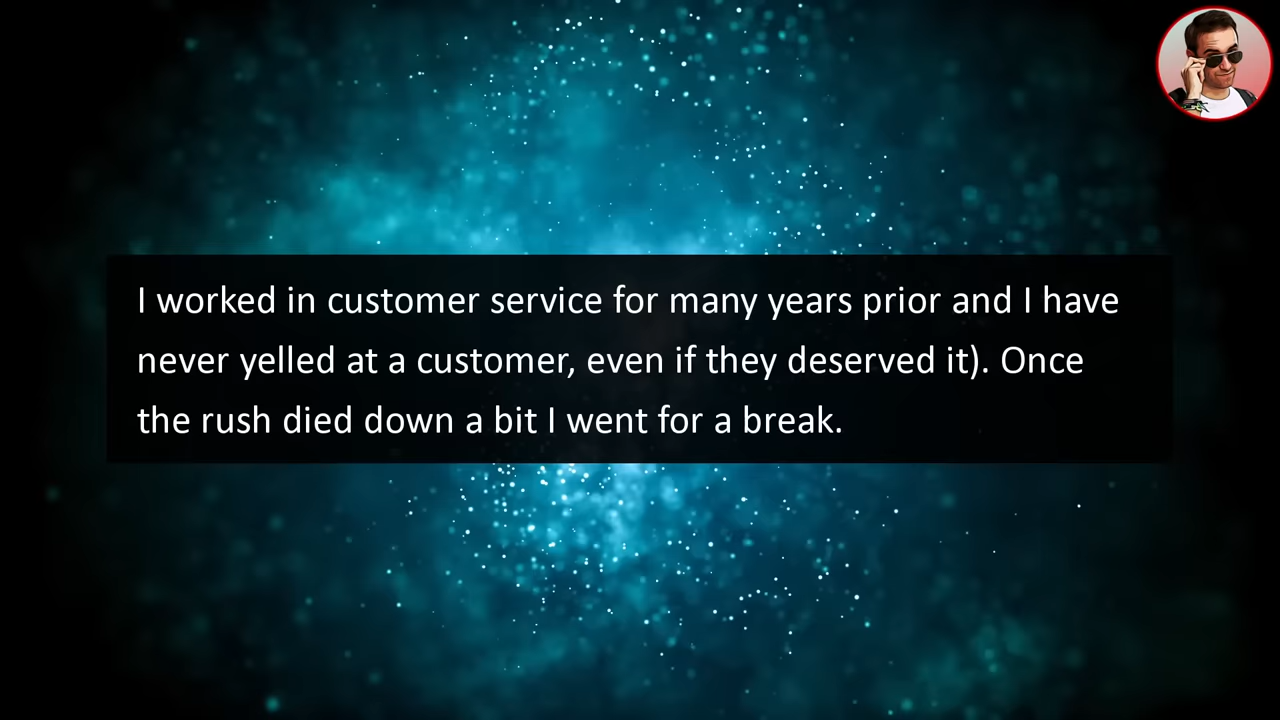 I worked in customer service for many years prior and I have
never yelled at a customer, even if they deserved it). Once
the rush died down a bit I went for a break.